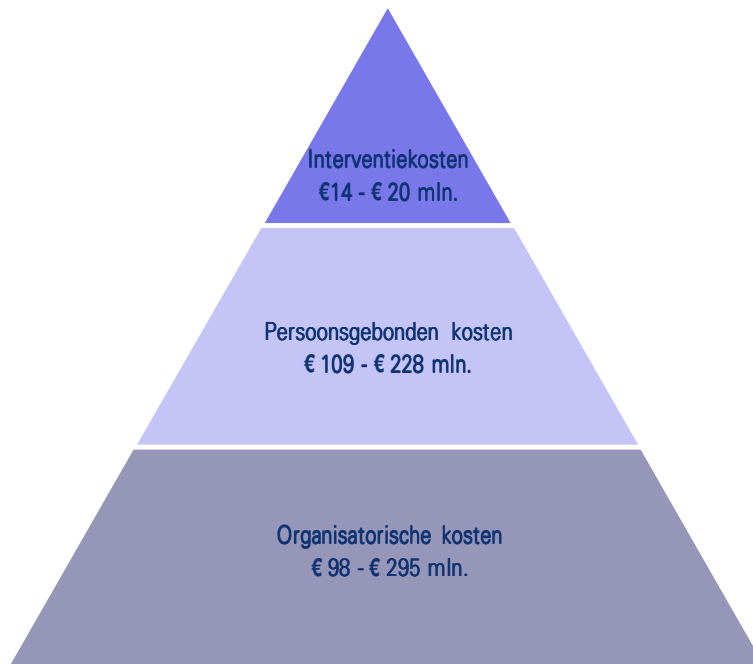 Interventiekosten
€14 - € 20 mln.
Persoonsgebonden kosten
€ 109 - € 228 mln.
Organisatorische kosten
€ 98 - € 295 mln.